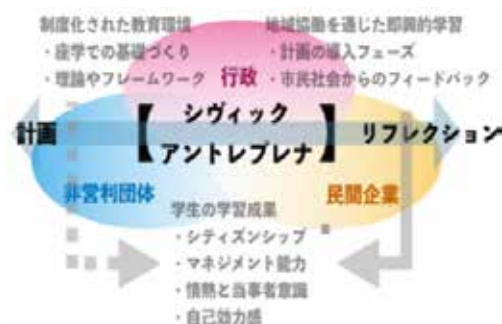 制度化された教育環境
・座学での基礎づくり
・理論やフレームワーク
地域協働を通じた即興的学習
・計画の導入フェーズ
・市民社会からのフィードバック
行政
計画
【シヴィック
アントレプレナ】
リフレクション
非営利団体
民間企業
学生の学習成果
・シティズンシップ
・マネジメント能力
・情熱と当事者意識
・自己効力感